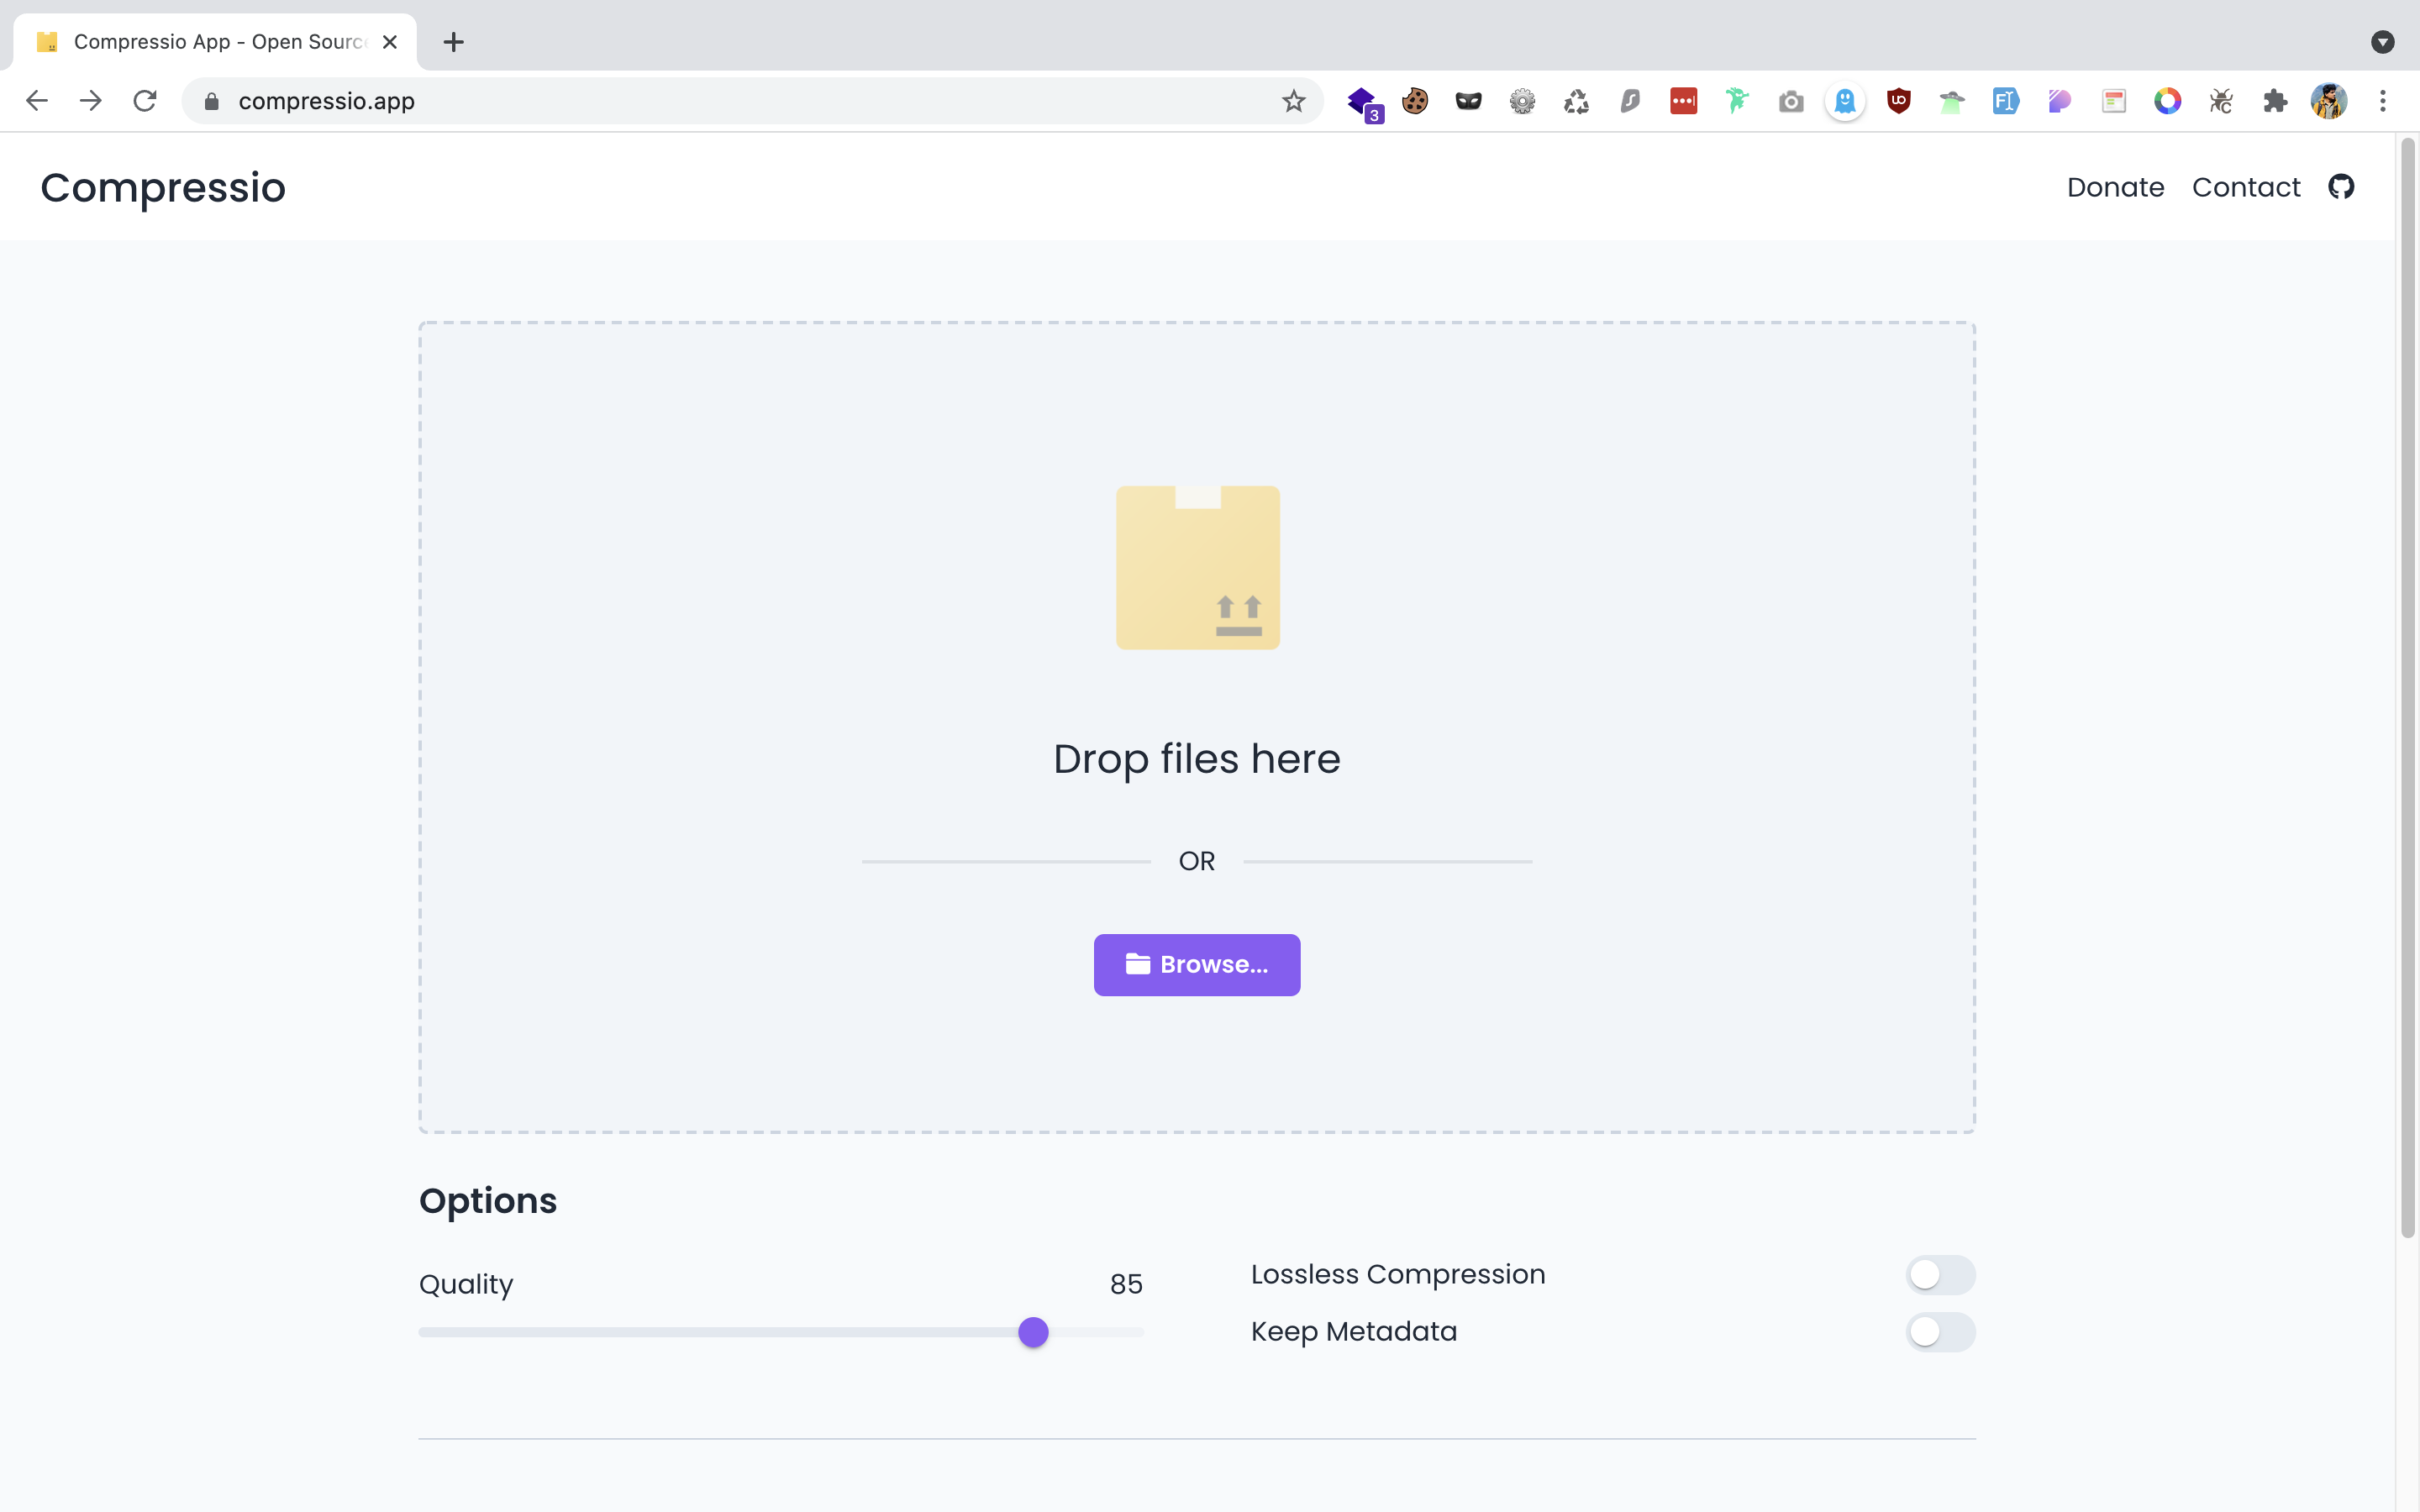 Compressio App - Open Sourc
compressio.app
3
Compressio
Donate
Contact
Drop files here
OR
Browse...
Options
Quality
85
Lossless Compression
Keep Metadata